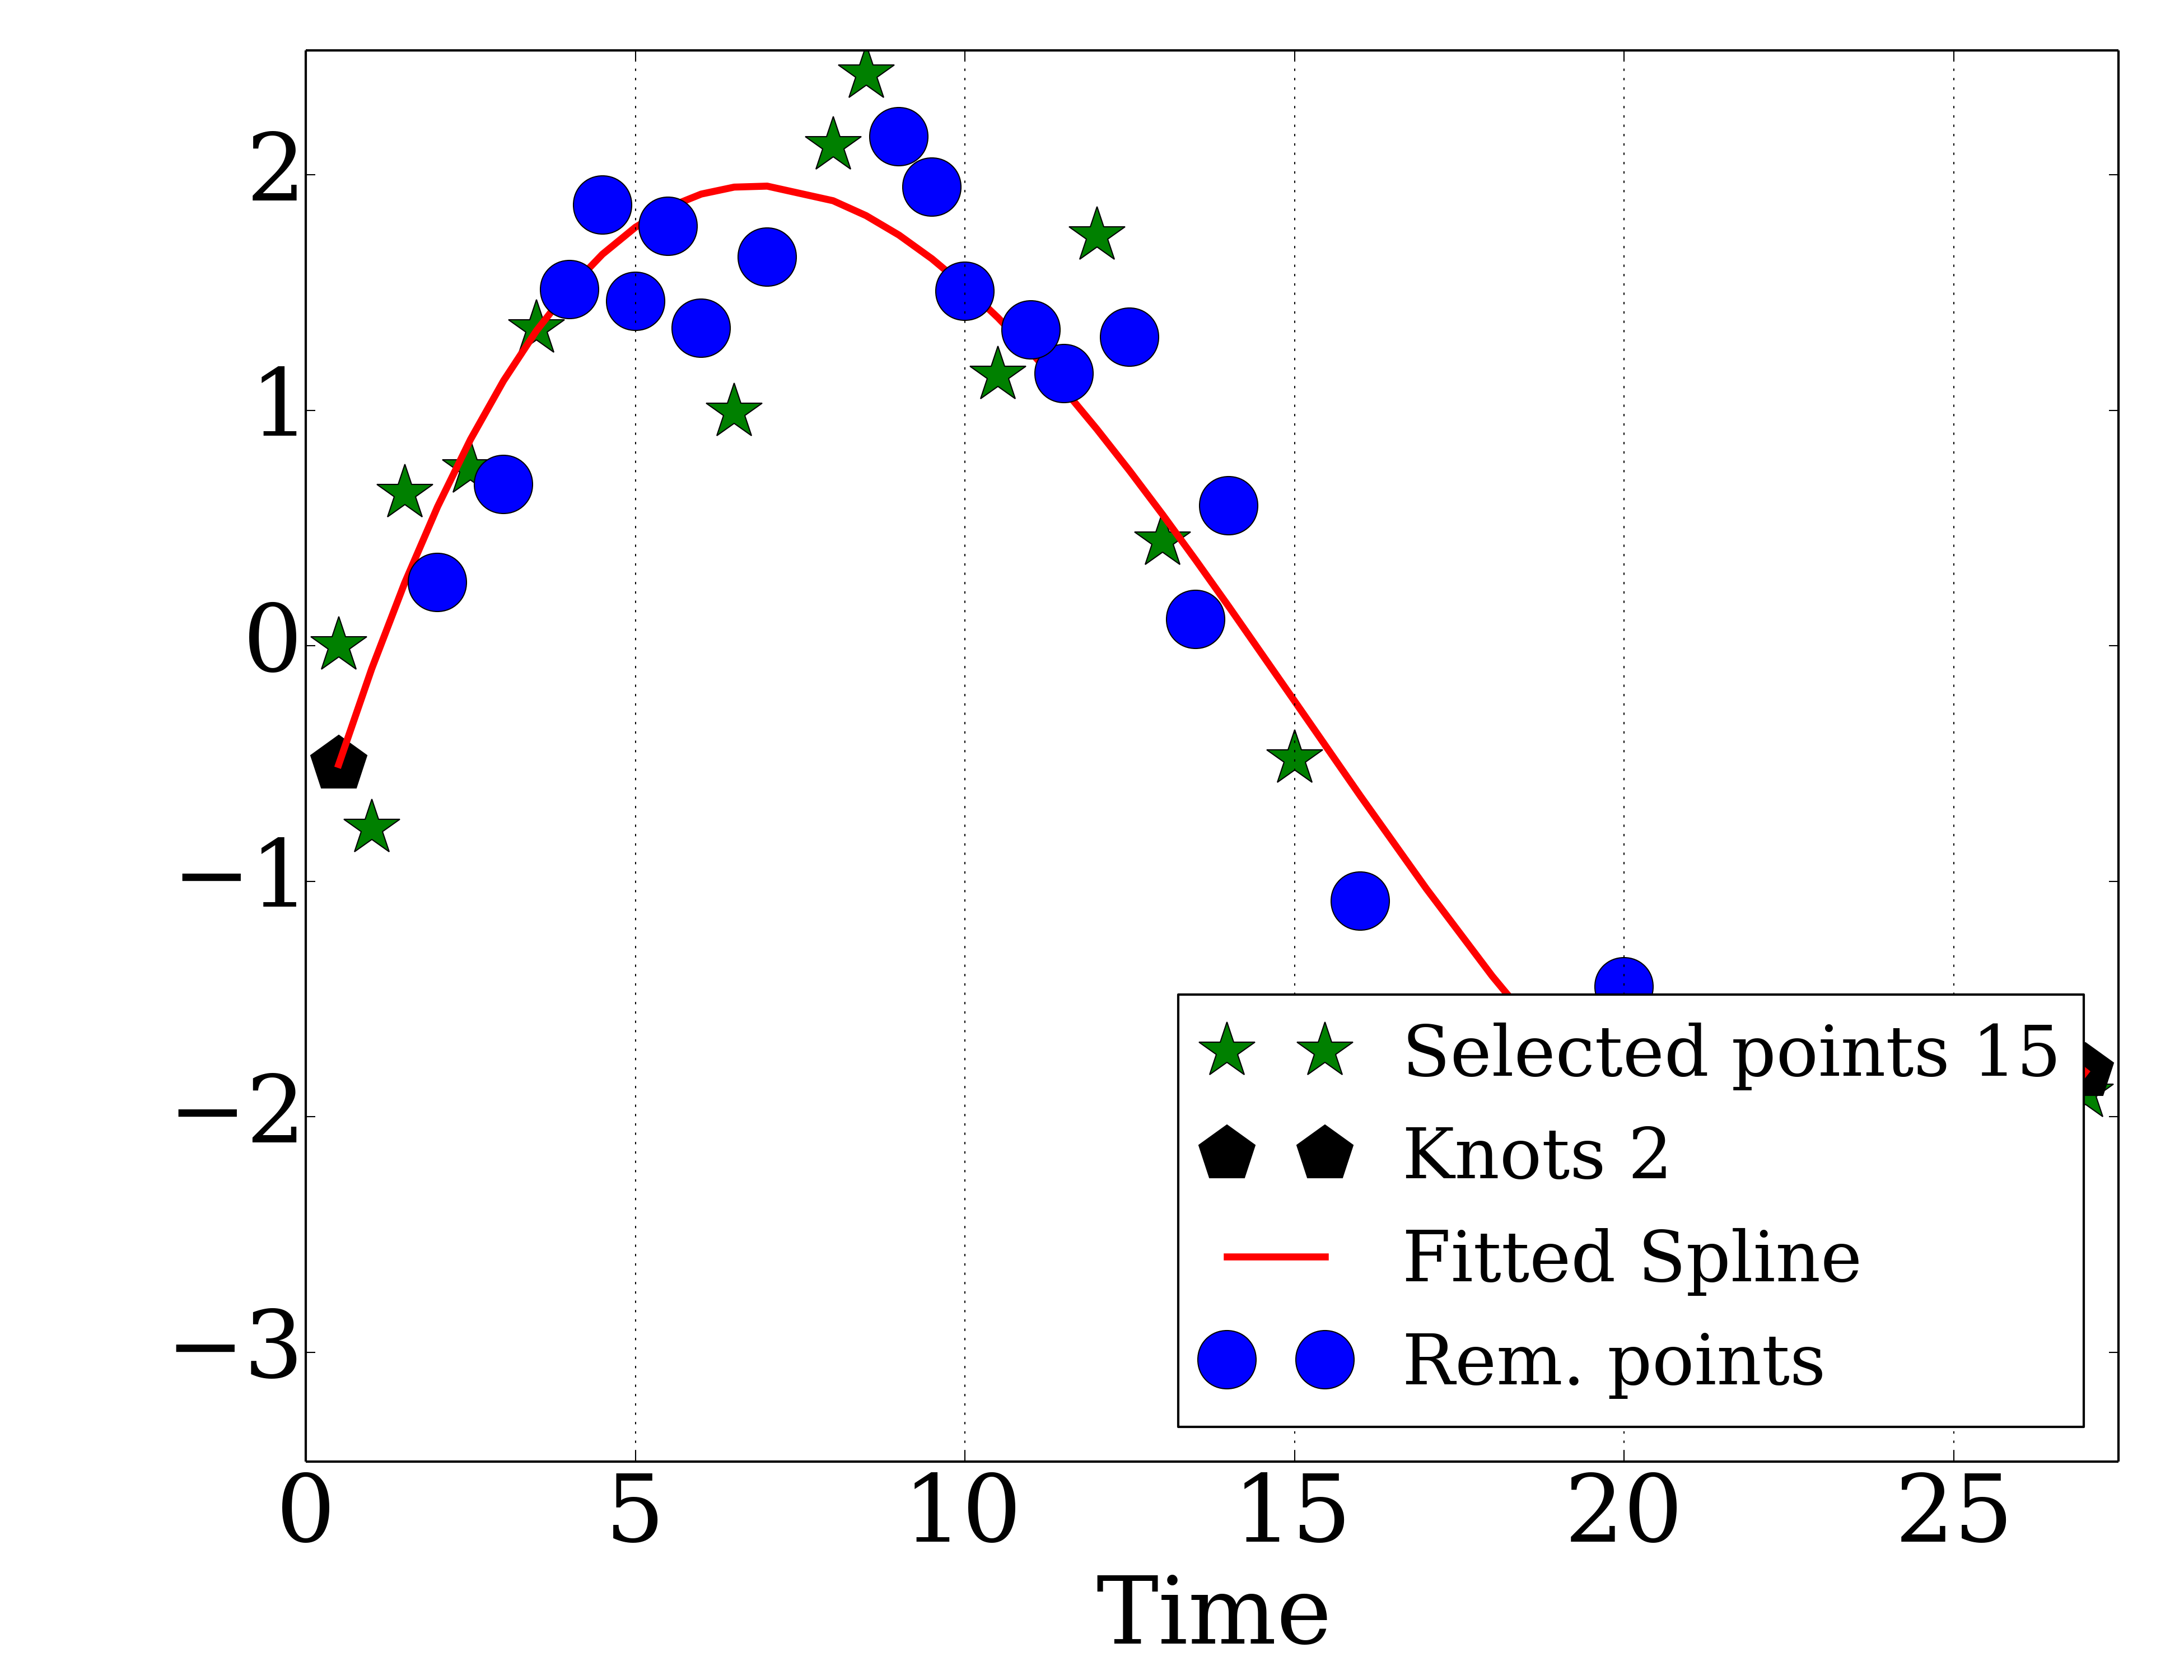 2
1
0
−1
−2
−3
0 5 10 15 20 25
Time
Selected points 15
Knots 2
Fitted Spline
Rem. points